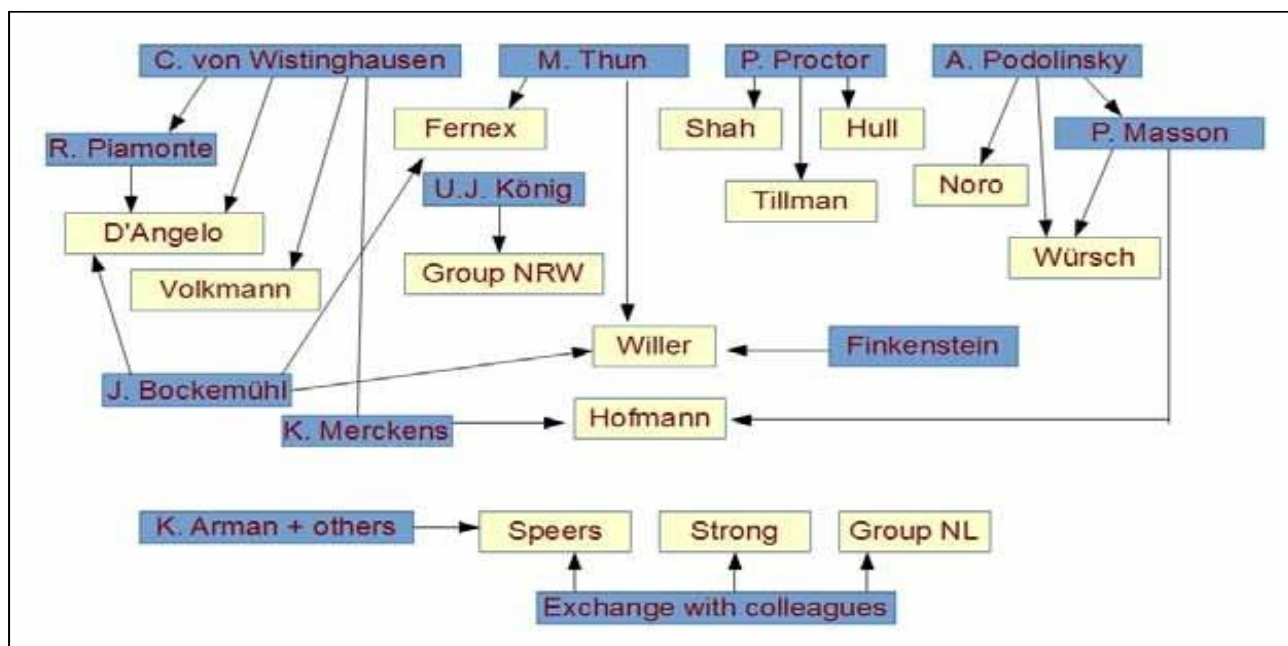 C. von Wistinghausen
M. Thun
P. Proctor
A. Podolinsky
Fernex
Shah
Hull
P. Masson
R. Piamonte
U.J. König
Noro
Tillman
D'Angelo
Würsch
Group NRW
Volkmann
Willer
Finkenstein
J. Bockemühl
Hofmann
K. Merckens
K. Arman + others
Speers
Strong
Group NL
Exchange with colleagues